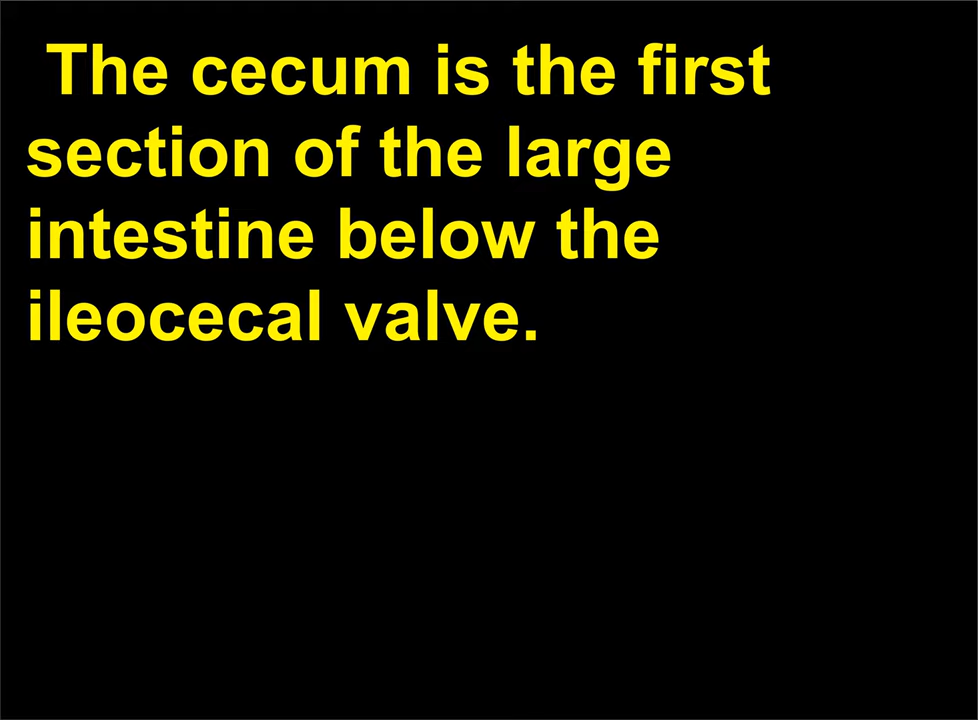 The cecum is the first
section of the large
intestine below the
ileocecal valve.